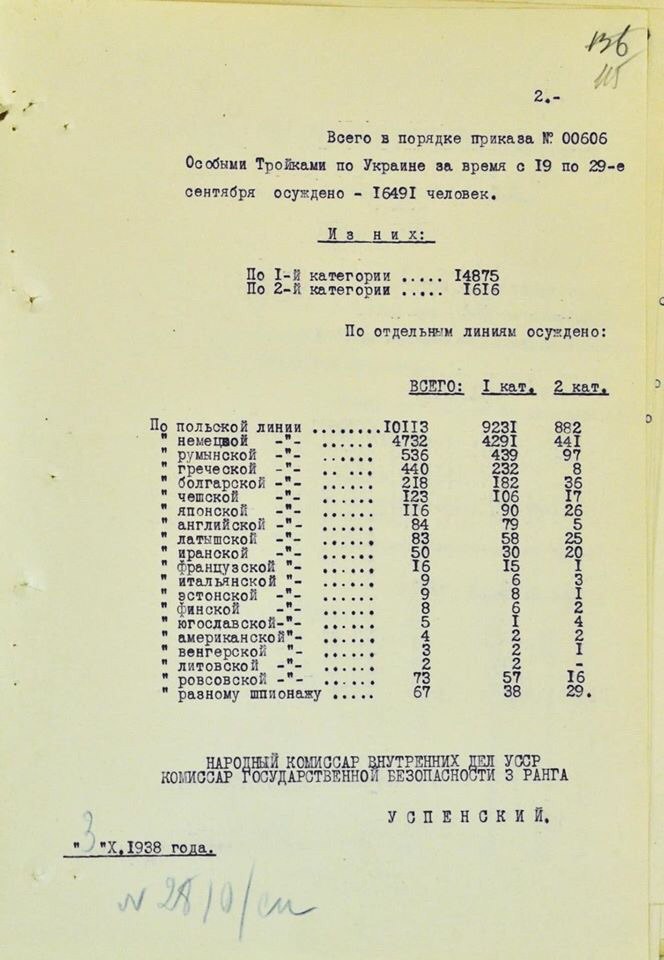 136
115
2.-
Всего в порядке приказа № 00606
Особыми Тройками по Украине за время с 19 по 29-е
сентября осуждено - 16491 человек.
Из них:
По 1-й категории ..... 14875
По 2-й категории ..... 1616
По отдельным линиям осуждено:
ВСЕГО: 1 кат. 2 кат.
По польской линии ........10113 9231 882
" немецкой -"- ...... 4732 4291 441
" румынской -"- ...... 536 439 97
" греческой -"- ...... 440 232 8
" болгарской -"- ...... 218 182 36
" чешской -"- ...... 123 106 17
" японской -"- ...... 116 90 26
" английской -"- ...... 84 79 5
" латышской -"- ...... 83 58 25
" иранской -"- ...... 50 30 20
" французской "- ...... 16 15 1
" итальянской "- ...... 9 6 3
" эстонской -"- ...... 9 8 1
" финской -"- ...... 8 6 2
" югославской-"- ...... 5 1 4
" американской"- ...... 4 2 2
" венгерской "- ...... 3 2 1
" литовской -"- ...... 2 2 -
" ровсовской -"- ...... 73 57 16
" разному шпионажу ..... 67 38 29.
НАРОДНЫЙ КОМИССАР ВНУТРЕННИХ ДЕЛ УССР
КОМИССАР ГОСУДАРСТВЕННОЙ БЕЗОПАСНОСТИ 3 РАНГА
УСПЕНСКИЙ.
"3"Х.1938 года.